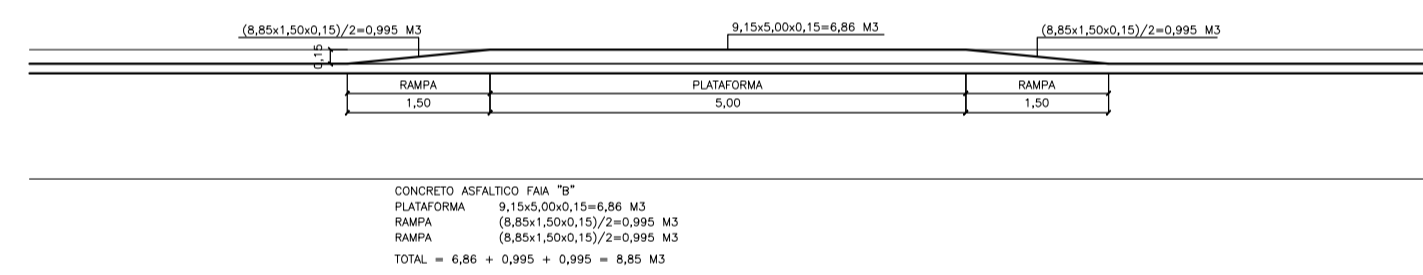 (8,85x1,50x0,15)/2=0,995 M3
9,15x5,00x0,15=6,86 M3
(8,85x1,50x0,15)/2=0,995 M3
0,15
RAMPA PLATAFORMA RAMPA
1,50 5,00 1,50
CONCRETO ASFALTICO FAIA "B"
PLATAFORMA 9,15x5,00x0,15=6,86 M3
RAMPA (8,85x1,50x0,15)/2=0,995 M3
RAMPA (8,85x1,50x0,15)/2=0,995 M3
TOTAL = 6,86 + 0,995 + 0,995 = 8,85 M3